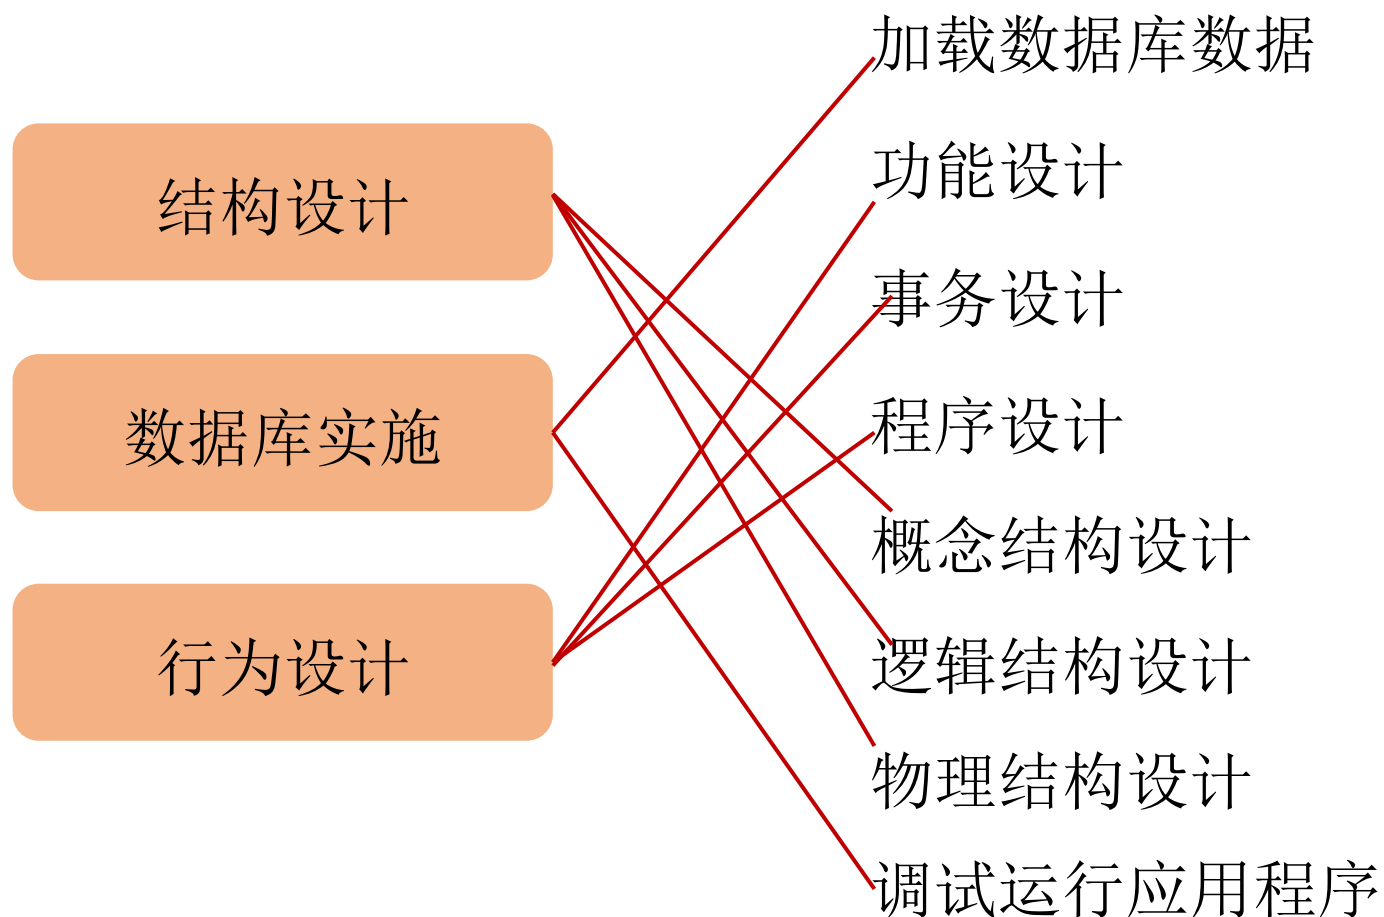 结构设计
数据库实施
行为设计
加载数据库数据
功能设计
事务设计
程序设计
概念结构设计
逻辑结构设计
物理结构设计
调试运行应用程序